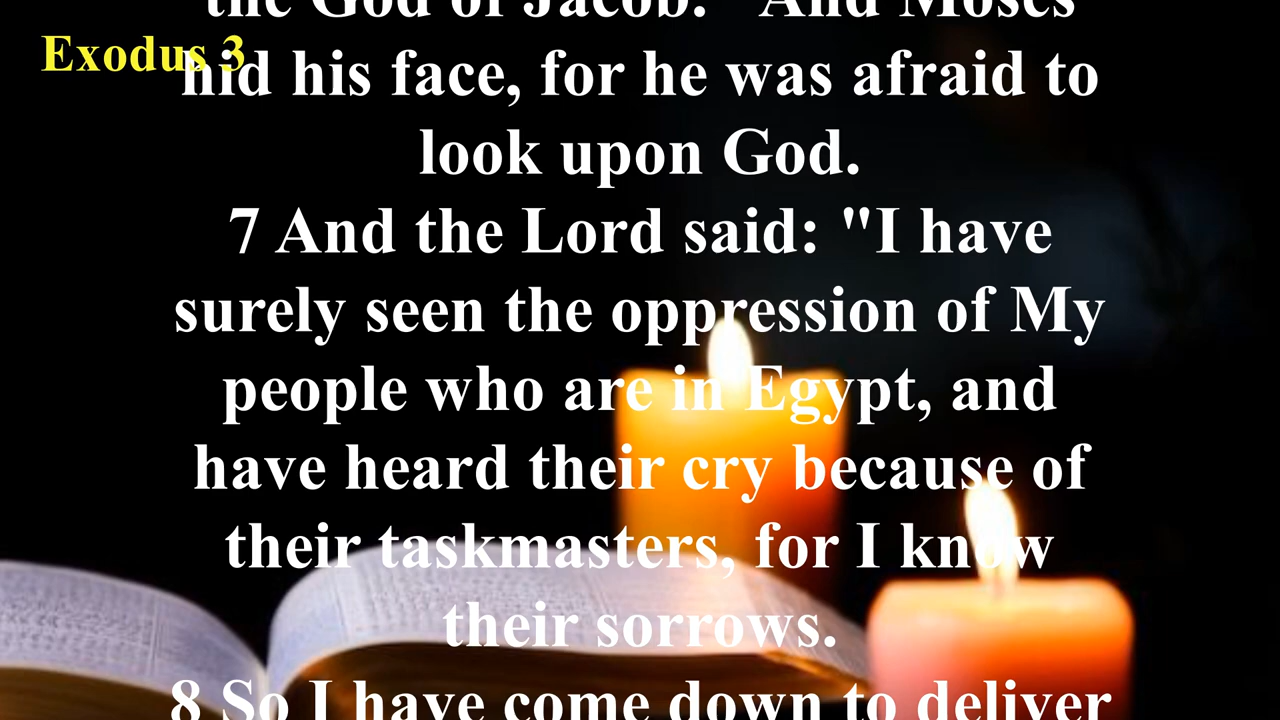 the God of Jacob." And Moses
Exodus 3
hid his face, for he was afraid to
look upon God.
7 And the Lord said: "I have
surely seen the oppression of My
people who are in Egypt, and
have heard their cry because of
their taskmasters, for I know
their sorrows.
8 So I have come down to deliver